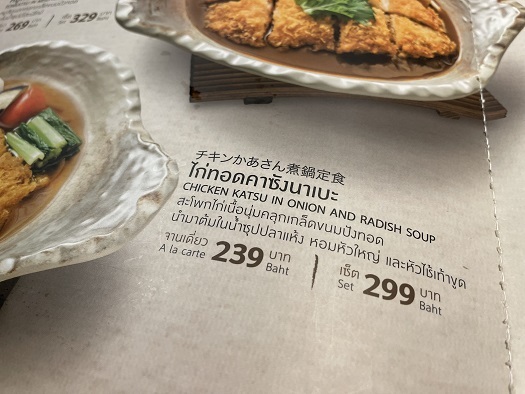 269 Baht
329 Baht
チキンかあさん煮鍋定食
ไก่ทอดคาซังนาเบะ
CHICKEN KATSU IN ONION AND RADISH SOUP
สะโพกไก่เนื้อนุ่มคลุกเกล็ดขนมปังทอด
นำมาต้มในน้ำซุปปลาแห้ง หอมหัวใหญ่ และหัวไช้เท้าขูด
จานเดี่ยว A la carte 239 บาท Baht
เซ็ต Set 299 บาท Baht